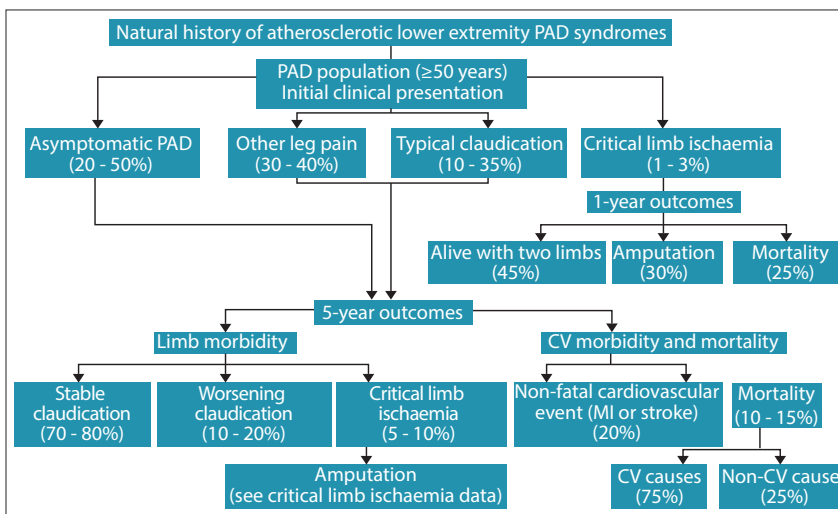 Natural history of atherosclerotic lower extremity PAD syndromes
PAD population (≥50 years)
Initial clinical presentation
Asymptomatic PAD
(20 - 50%)
Other leg pain
(30 - 40%)
Typical claudication
(10 - 35%)
Critical limb ischaemia
(1 - 3%)
1-year outcomes
Alive with two limbs
(45%)
Amputation
(30%)
Mortality
(25%)
5-year outcomes
Limb morbidity
CV morbidity and mortality
Stable
claudication
(70 - 80%)
Worsening
claudication
(10 - 20%)
Critical limb
ischaemia
(5 - 10%)
Non-fatal cardiovascular
event (MI or stroke)
(20%)
Mortality
(10 - 15%)
Amputation
(see critical limb ischaemia data)
CV causes
(75%)
Non-CV cause
(25%)